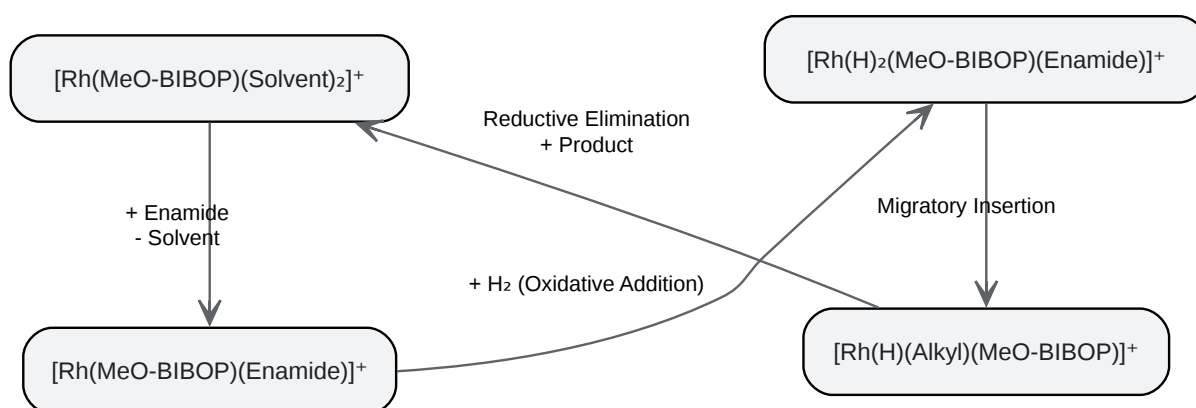 [Rh(MeO-BIBOP)(Solvent)₂]⁺
[Rh(H)₂(MeO-BIBOP)(Enamide)]⁺
Reductive Elimination
+ Product
+ Enamide
- Solvent
Migratory Insertion
+ H₂ (Oxidative Addition)
[Rh(MeO-BIBOP)(Enamide)]⁺
[Rh(H)(Alkyl)(MeO-BIBOP)]⁺